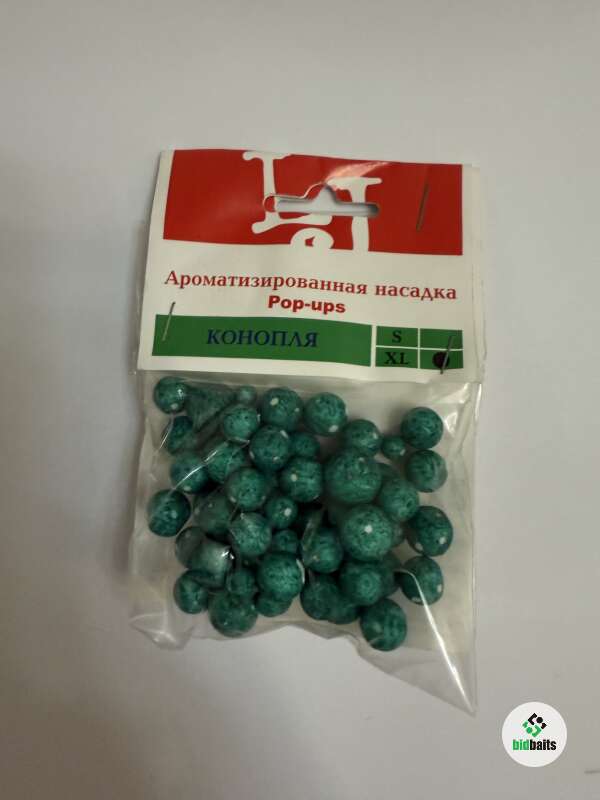 Ароматизированная насадка
Pop-ups
КОНОПЛЯ
S
XL
bidbaits